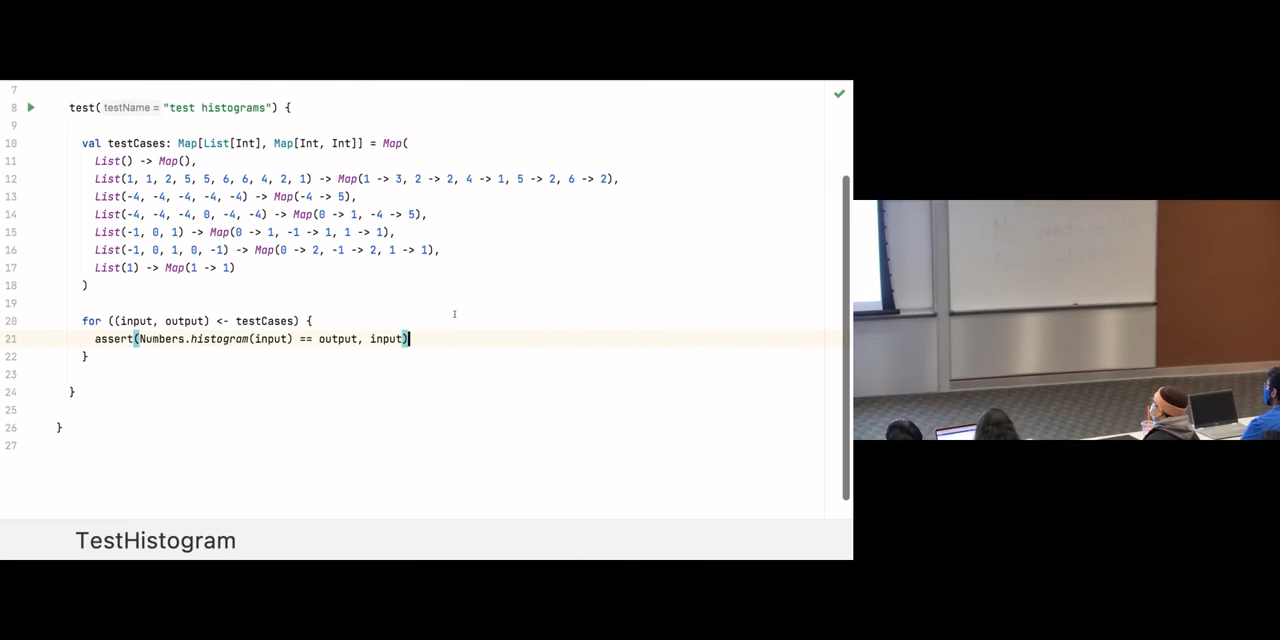 7
8 test( testName = "test histograms") {
9
10 val testCases: Map[List[Int], Map[Int, Int]] = Map(
11 List() -> Map(),
12 List(1, 1, 2, 5, 5, 6, 6, 4, 2, 1) -> Map(1 -> 3, 2 -> 2, 4 -> 1, 5 -> 2, 6 -> 2),
13 List(-4, -4, -4, -4, -4) -> Map(-4 -> 5),
14 List(-4, -4, -4, 0, -4, -4) -> Map(0 -> 1, -4 -> 5),
15 List(-1, 0, 1) -> Map(0 -> 1, -1 -> 1, 1 -> 1),
16 List(-1, 0, 1, 0, -1) -> Map(0 -> 2, -1 -> 2, 1 -> 1),
17 List(1) -> Map(1 -> 1)
18 )
19
20 for ((input, output) <- testCases) {
21 assert(Numbers.histogram(input) == output, input)
22 }
23
24 }
25
26 }
27
TestHistogram